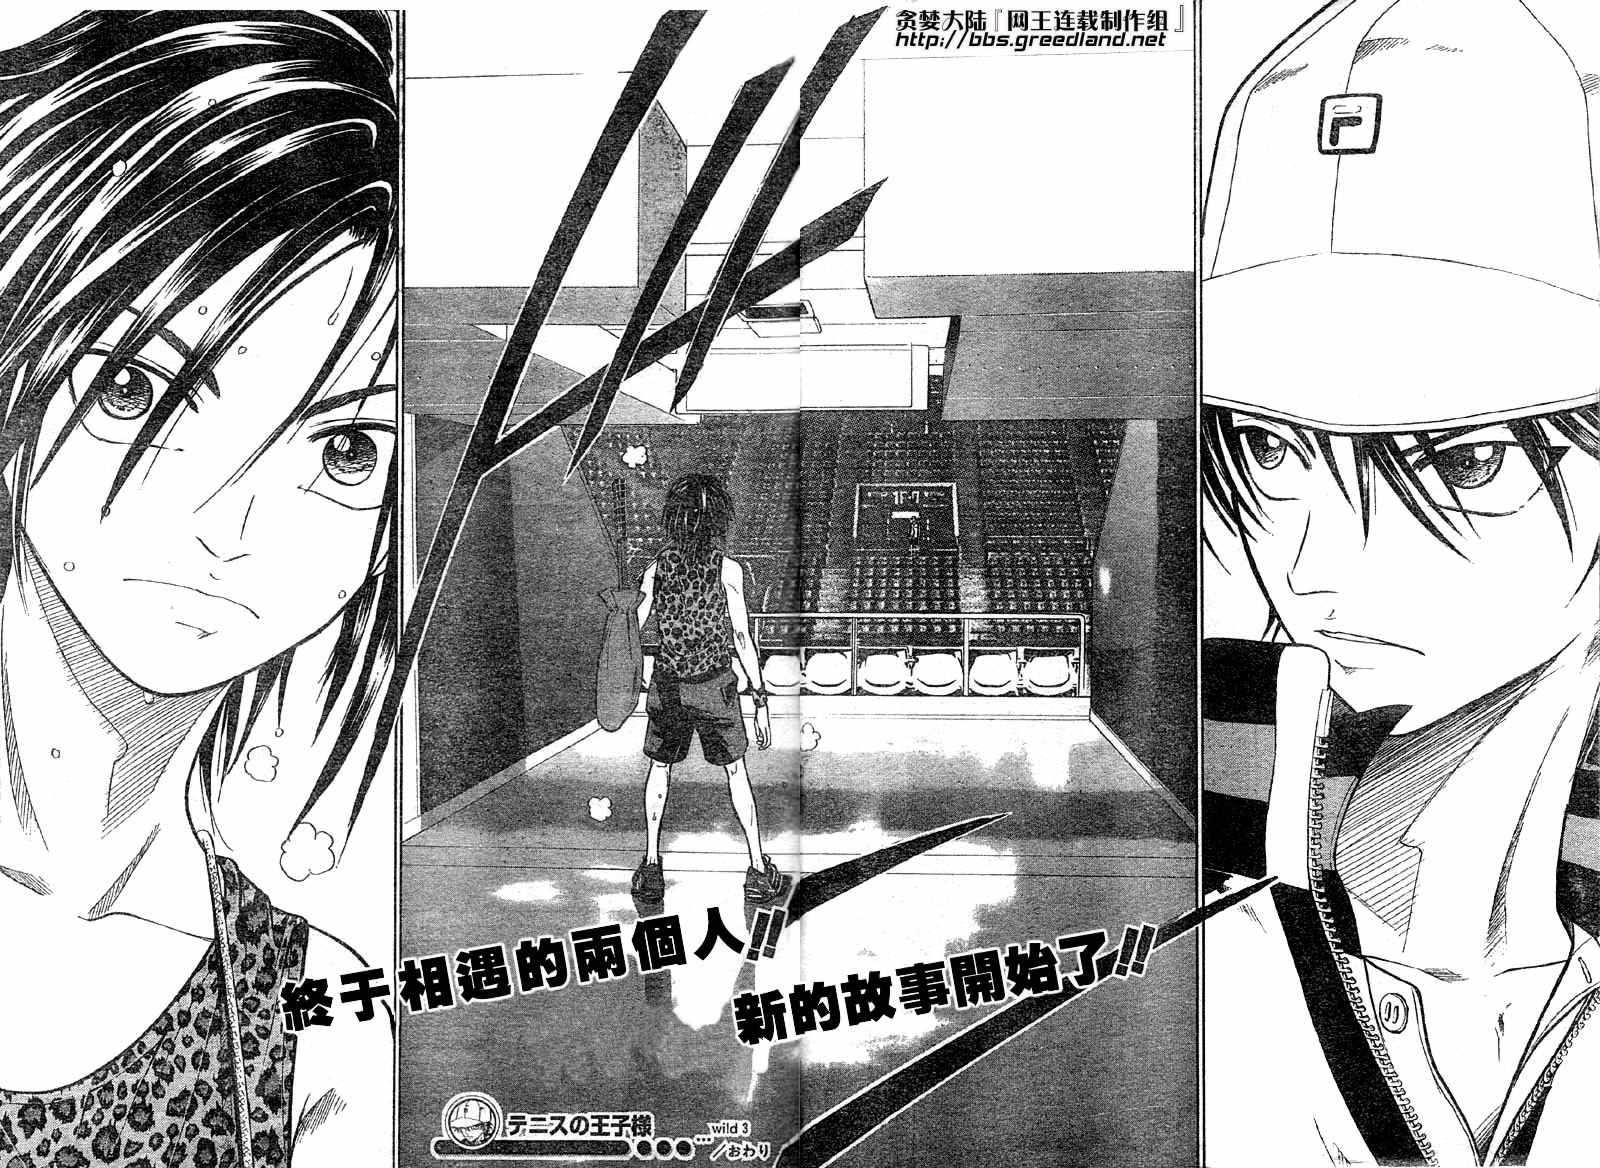 贪婪大陆『网王连载制作组』
http://bbs.greedland.net
F
終于相遇的兩個人!!
新的故事開始了!!
テニスの王子様
wild 3
/おわり